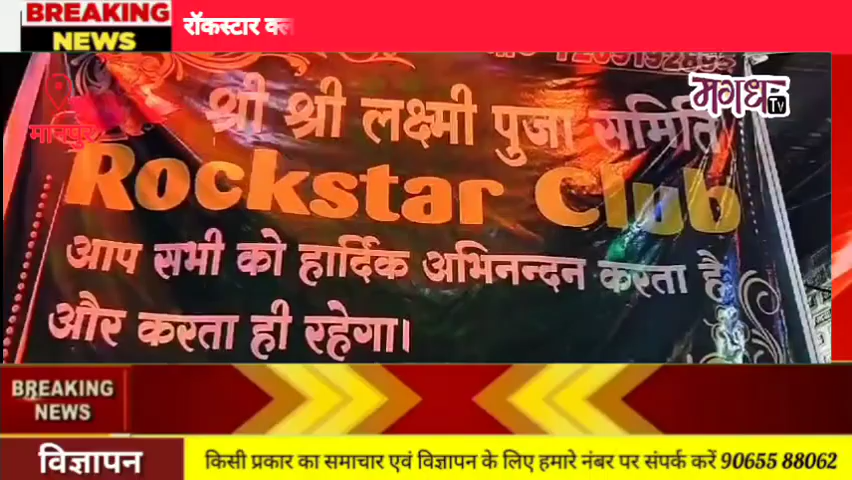 BREAKING NEWS
रॉकस्टार क्ल
मगध TV
मानपुर
श्री श्री लक्ष्मी पुजा समिति
Rockstar Club
आप सभी को हार्दिक अभिनन्दन करता है
और करता ही रहेगा।
BREAKING NEWS
विज्ञापन
किसी प्रकार का समाचार एवं विज्ञापन के लिए हमारे नंबर पर संपर्क करें 90655 88062